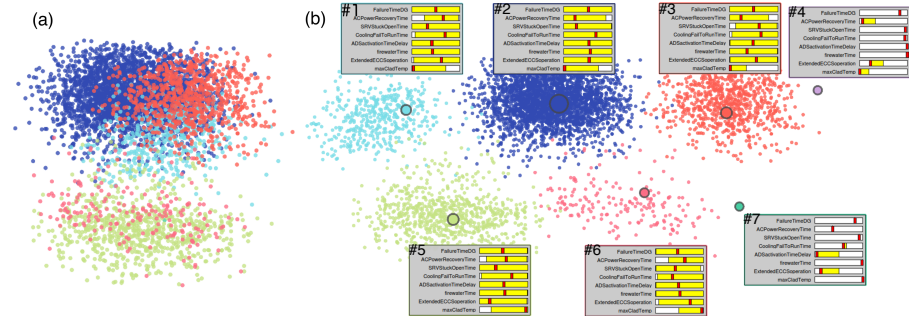 (a)
(b)
#1
FailureTimeDG
ACPowerRecoveryTime
SRVStuckOpenTime
CoolingFailToRunTime
ADSactivationTimeDelay
firewaterTime
ExtendedECCSoperation
maxCladTemp
#2
FailureTimeDG
ACPowerRecoveryTime
SRVStuckOpenTime
CoolingFailToRunTime
ADSactivationTimeDelay
firewaterTime
ExtendedECCSoperation
maxCladTemp
#3
FailureTimeDG
ACPowerRecoveryTime
SRVStuckOpenTime
CoolingFailToRunTime
ADSactivationTimeDelay
firewaterTime
ExtendedECCSoperation
maxCladTemp
#4
FailureTimeDG
ACPowerRecoveryTime
SRVStuckOpenTime
CoolingFailToRunTime
ADSactivationTimeDelay
firewaterTime
ExtendedECCSoperation
maxCladTemp
#5
FailureTimeDG
ACPowerRecoveryTime
SRVStuckOpenTime
CoolingFailToRunTime
ADSactivationTimeDelay
firewaterTime
ExtendedECCSoperation
maxCladTemp
#6
FailureTimeDG
ACPowerRecoveryTime
SRVStuckOpenTime
CoolingFailToRunTime
ADSactivationTimeDelay
firewaterTime
ExtendedECCSoperation
maxCladTemp
#7
FailureTimeDG
ACPowerRecoveryTime
SRVStuckOpenTime
CoolingFailToRunTime
ADSactivationTimeDelay
firewaterTime
ExtendedECCSoperation
maxCladTemp